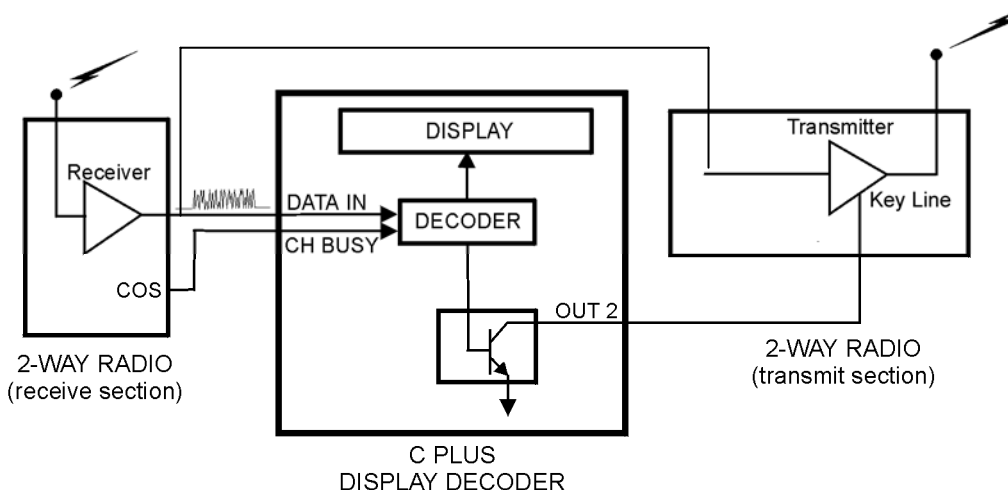 Transmitter
DISPLAY
Receiver
DATA IN
DECODER
Key Line
CH BUSY
COS
OUT 2
2-WAY RADIO
(receive section)
2-WAY RADIO
(transmit section)
C PLUS
DISPLAY DECODER